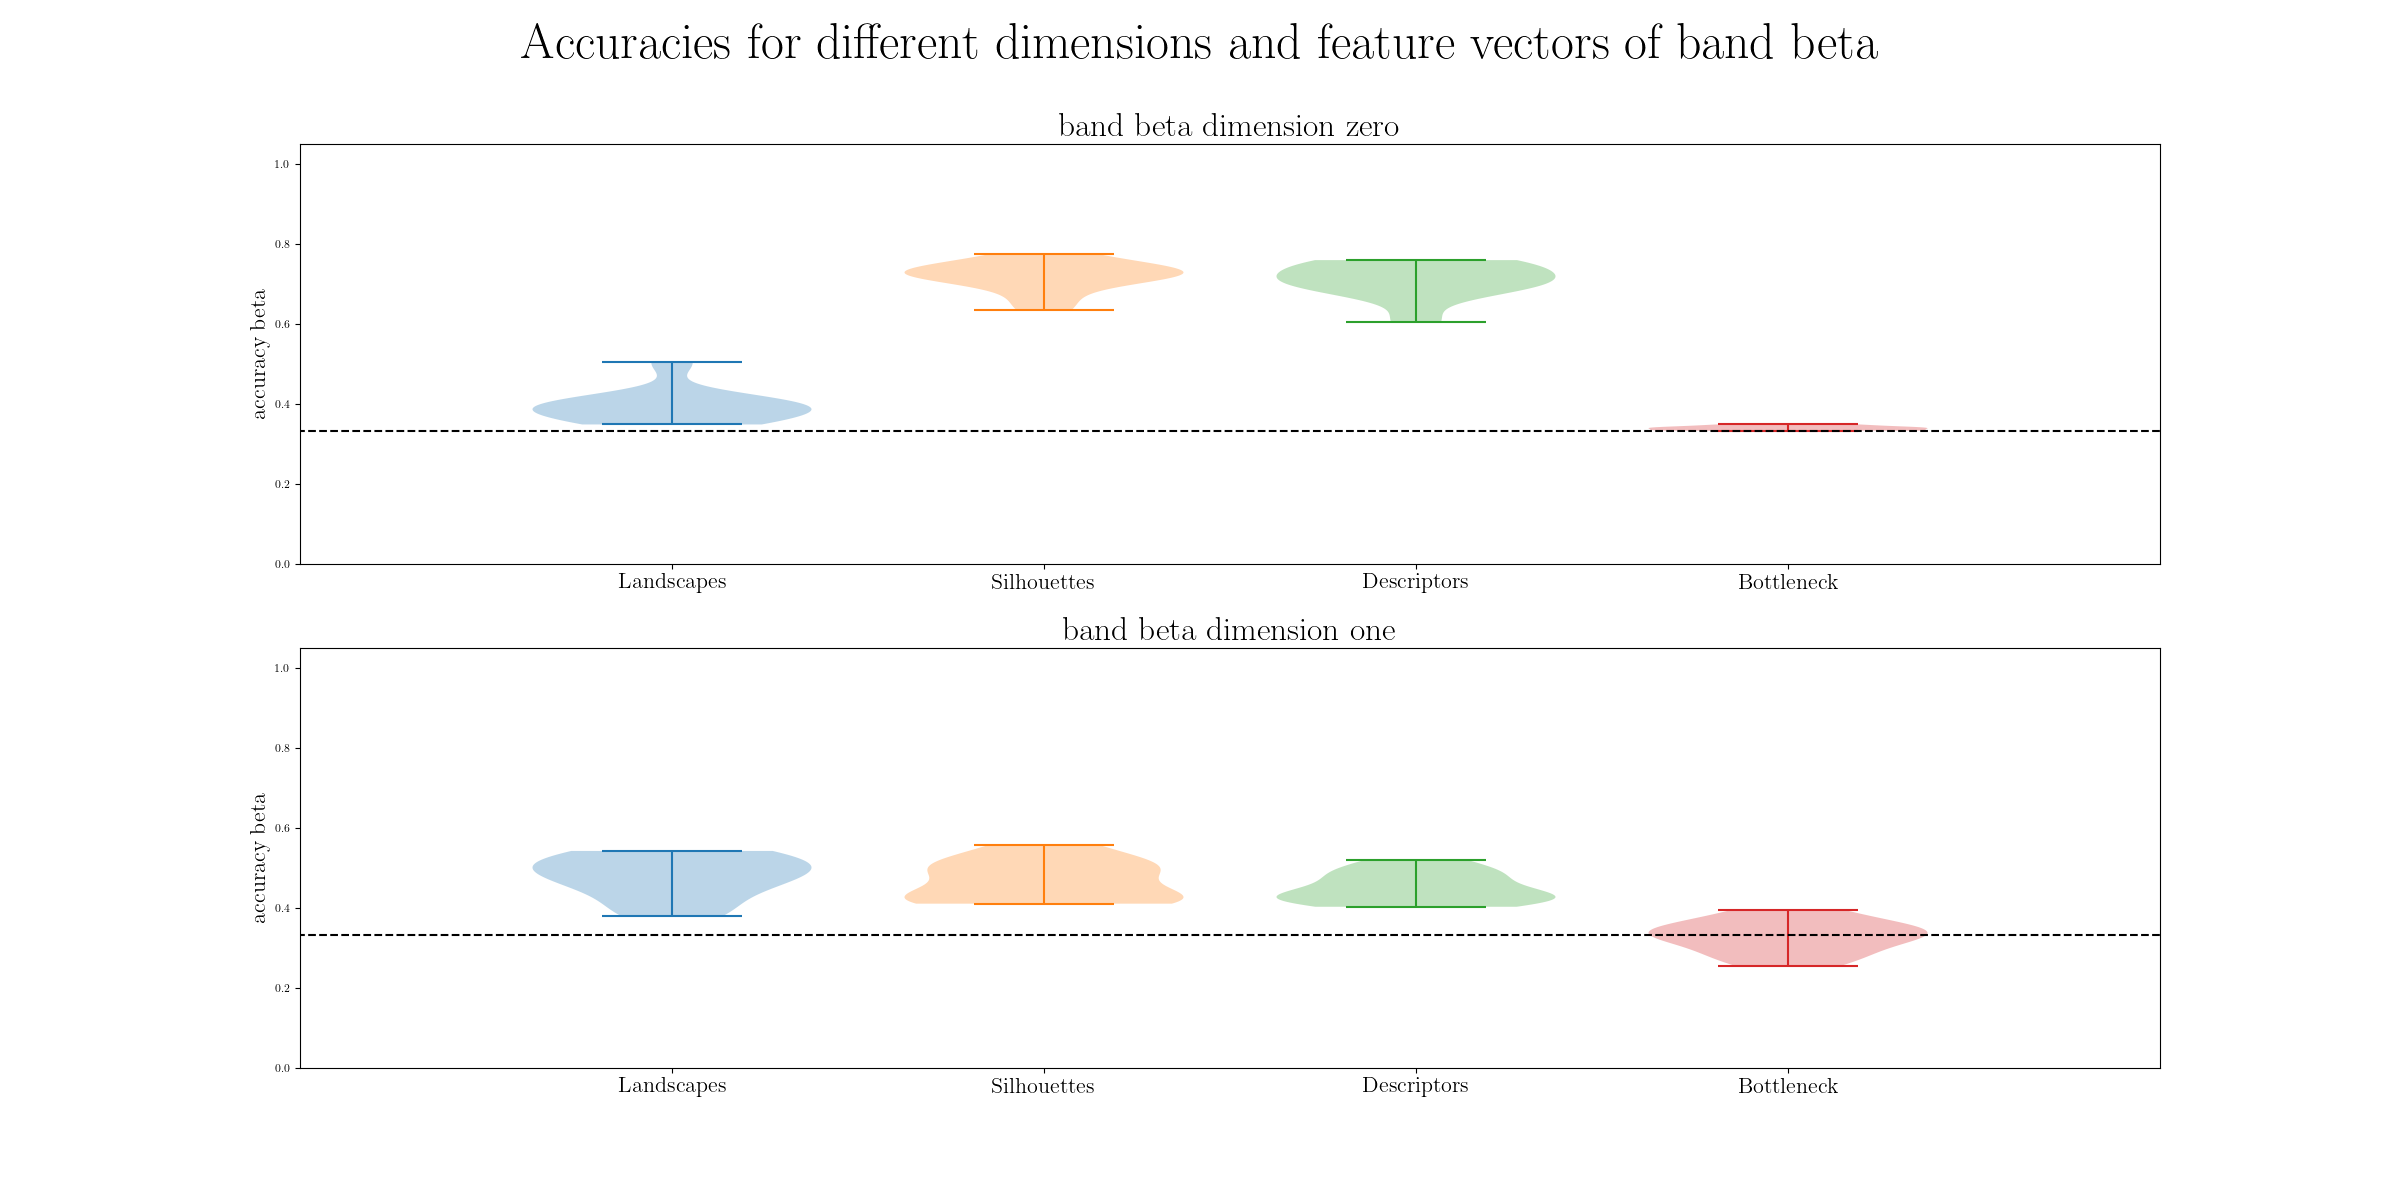 Accuracies for different dimensions and feature vectors of band beta
band beta dimension zero
1.0
0.8
0.6
0.4
0.2
0.0
accuracy beta
Landscapes Silhouettes Descriptors Bottleneck
band beta dimension one
1.0
0.8
0.6
0.4
0.2
0.0
accuracy beta
Landscapes Silhouettes Descriptors Bottleneck